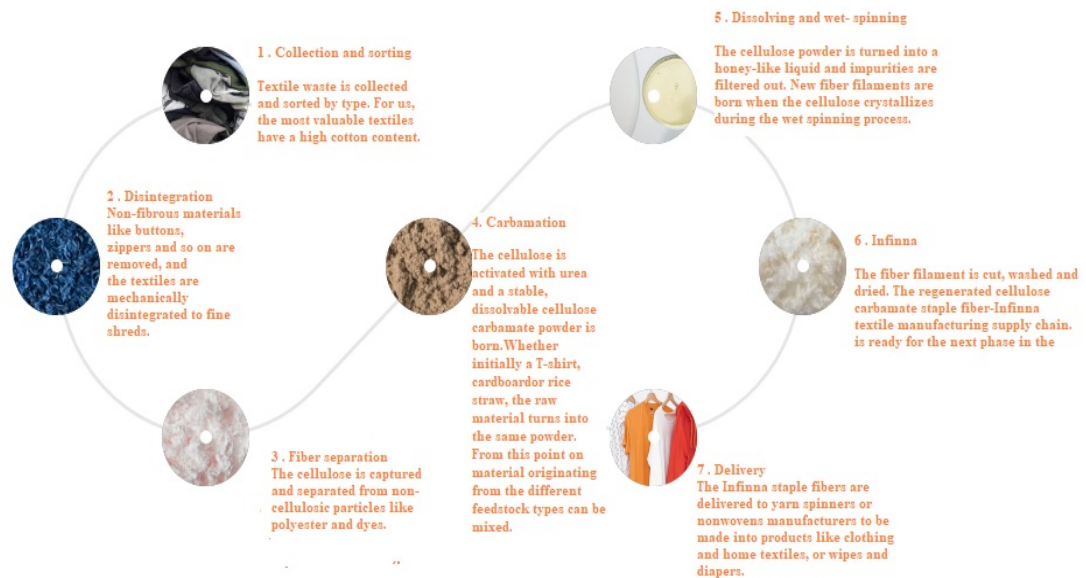 1 . Collection and sorting
Textile waste is collected
and sorted by type. For us,
the most valuable textiles
have a high cotton content.
2 . Disintegration
Non-fibrous materials
like buttons,
zippers and so on are
removed, and
the textiles are
mechanically
disintegrated to fine
shreds.
3 . Fiber separation
The cellulose is captured
and separated from non-
cellulosic particles like
polyester and dyes.
4. Carbamation
The cellulose is
activated with urea
and a stable,
dissolvable cellulose
carbamate powder is
born.Whether
initially a T-shirt,
cardboardor rice
straw, the raw
material turns into
the same powder.
From this point on
material originating
from the different
feedstock types can be
mixed.
5 . Dissolving and wet- spinning
The cellulose powder is turned into a
honey-like liquid and impurities are
filtered out. New fiber filaments are
born when the cellulose crystallizes
during the wet spinning process.
6 . Infinna
The fiber filament is cut, washed and
dried. The regenerated cellulose
carbamate staple fiber-Infinna
textile manufacturing supply chain.
is ready for the next phase in the
7 . Delivery
The Infinna staple fibers are
delivered to yarn spinners or
nonwovens manufacturers to be
made into products like clothing
and home textiles, or wipes and
diapers.